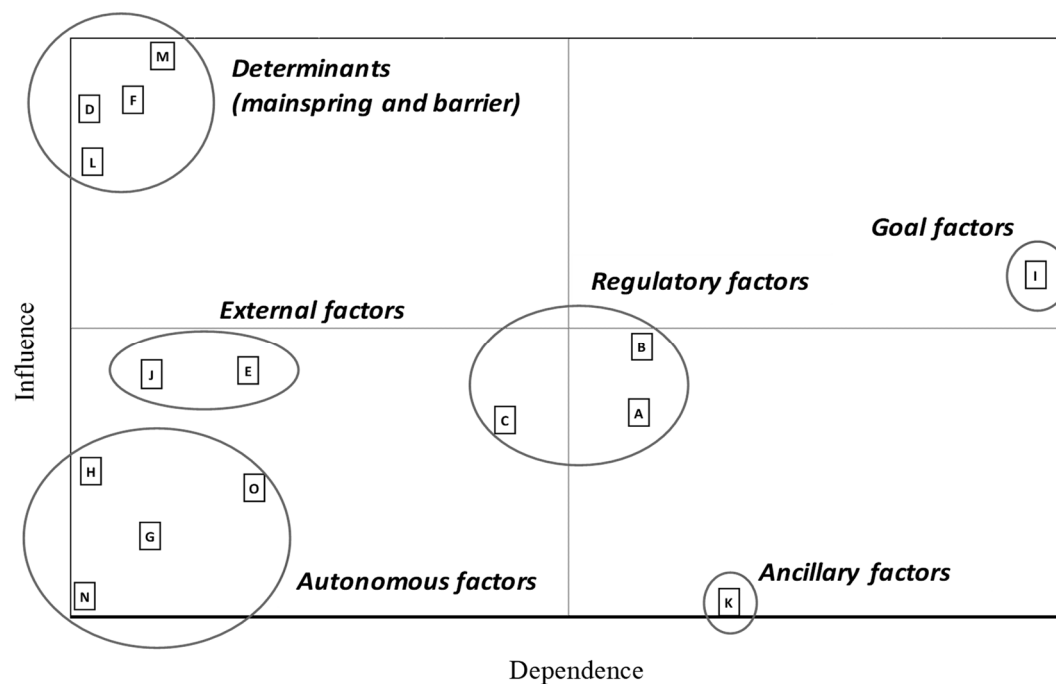 M
Determinants
(mainspring and barrier)
F
D
L
Goal factors
I
Regulatory factors
External factors
B
J
E
A
C
Influence
H
O
G
Autonomous factors
Ancillary factors
N
K
Dependence